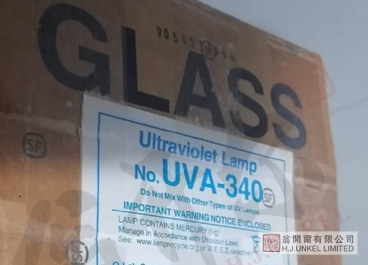 GLASS
SF
Ultraviolet Lamp
No. UVA-340 SF
Do Not Mix with Other Types of UV Lamps
IMPORTANT WARNING NOTICE ENCLOSED
LAMP CONTAINS MERCURY (Hg)
Manage in Accordance with Disposal Laws
See: www.lamprecycle.org or W.E.E.E. directive
翁開爾有限公司
H.J.UNKEL LIMITED